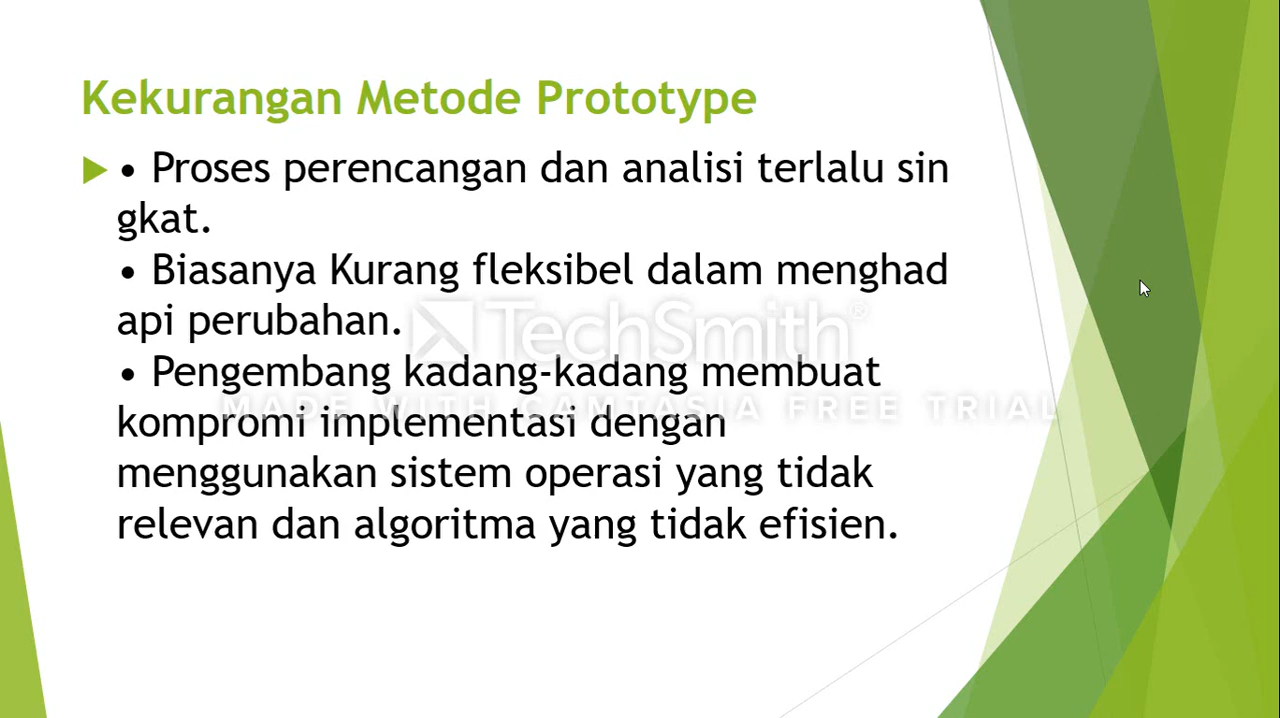 Kekurangan Metode Prototype
• Proses perencangan dan analisi terlalu sin
gkat.
• Biasanya Kurang fleksibel dalam menghad
api perubahan.
TechSmith®
• Pengembang kadang-kadang membuat
MADE WITH CAMTASIA FREE TRIAL
kompromi implementasi dengan
menggunakan sistem operasi yang tidak
relevan dan algoritma yang tidak efisien.